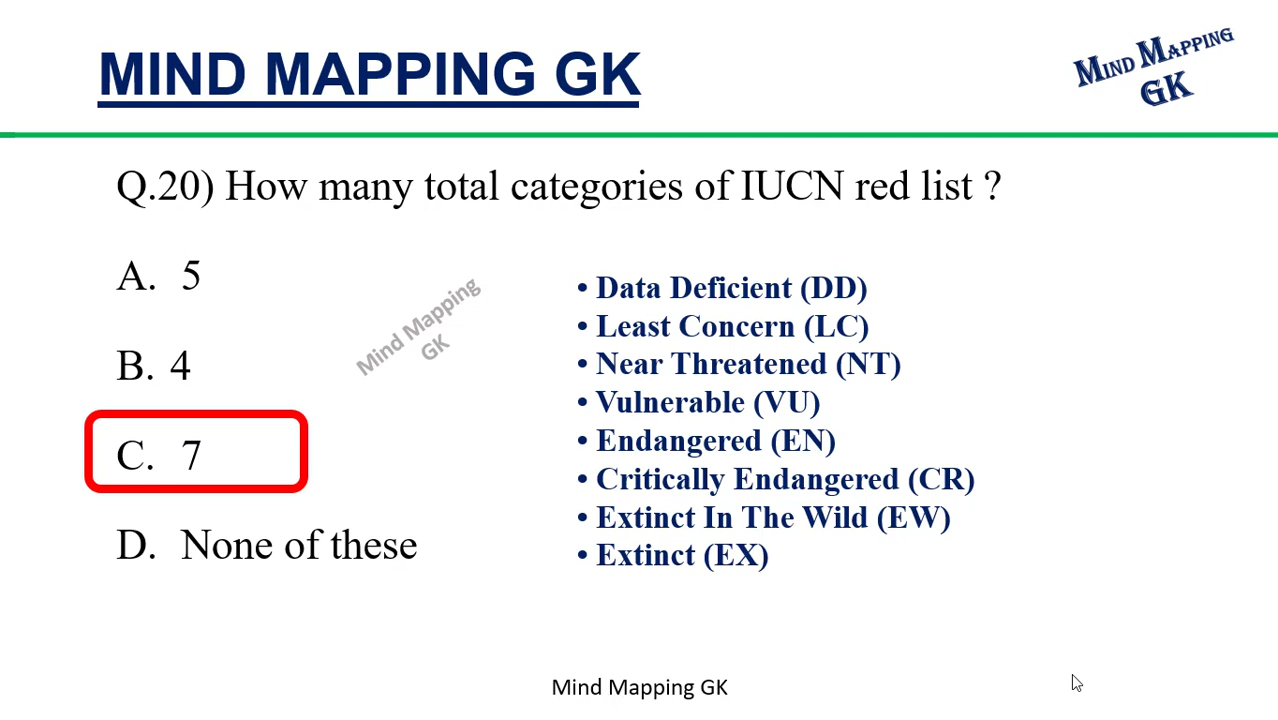 MIND MAPPING GK
MIND MAPPING
GK
Q.20) How many total categories of IUCN red list ?
A. 5
B. 4
C. 7
D. None of these
Mind Mapping
GK
• Data Deficient (DD)
• Least Concern (LC)
• Near Threatened (NT)
• Vulnerable (VU)
• Endangered (EN)
• Critically Endangered (CR)
• Extinct In The Wild (EW)
• Extinct (EX)
Mind Mapping GK